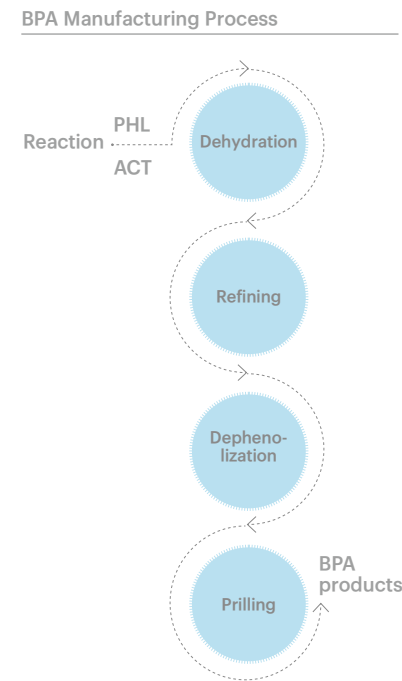 BPA Manufacturing Process
PHL
Reaction
ACT
Dehydration
Refining
Depheno-
lization
Prilling
BPA
products